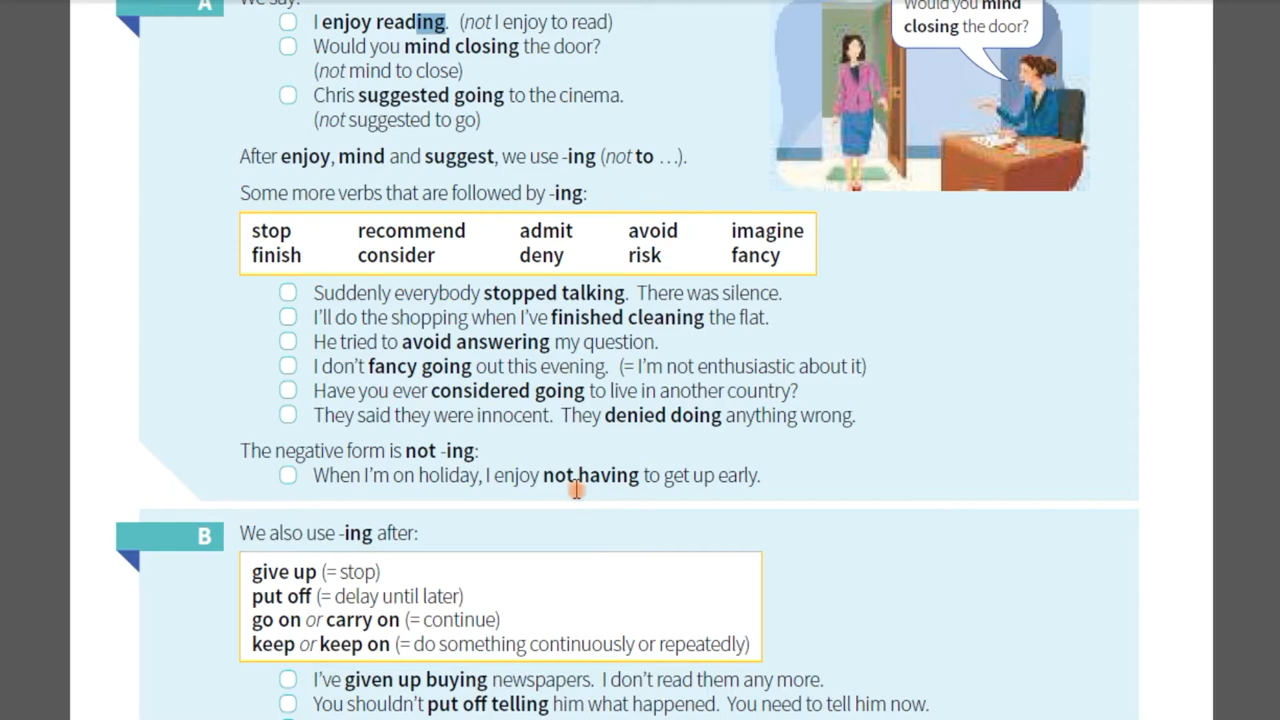 A
We say:
I enjoy reading. (not I enjoy to read)
Would you mind closing the door?
(not mind to close)
Chris suggested going to the cinema.
(not suggested to go)
Would you mind
closing the door?
After enjoy, mind and suggest, we use -ing (not to …).
Some more verbs that are followed by -ing:
stop recommend admit avoid imagine
finish consider deny risk fancy
Suddenly everybody stopped talking. There was silence.
I’ll do the shopping when I’ve finished cleaning the flat.
He tried to avoid answering my question.
I don’t fancy going out this evening. (= I’m not enthusiastic about it)
Have you ever considered going to live in another country?
They said they were innocent. They denied doing anything wrong.
The negative form is not -ing:
When I’m on holiday, I enjoy not having to get up early.
B
We also use -ing after:
give up (= stop)
put off (= delay until later)
go on or carry on (= continue)
keep or keep on (= do something continuously or repeatedly)
I’ve given up buying newspapers. I don’t read them any more.
You shouldn’t put off telling him what happened. You need to tell him now.